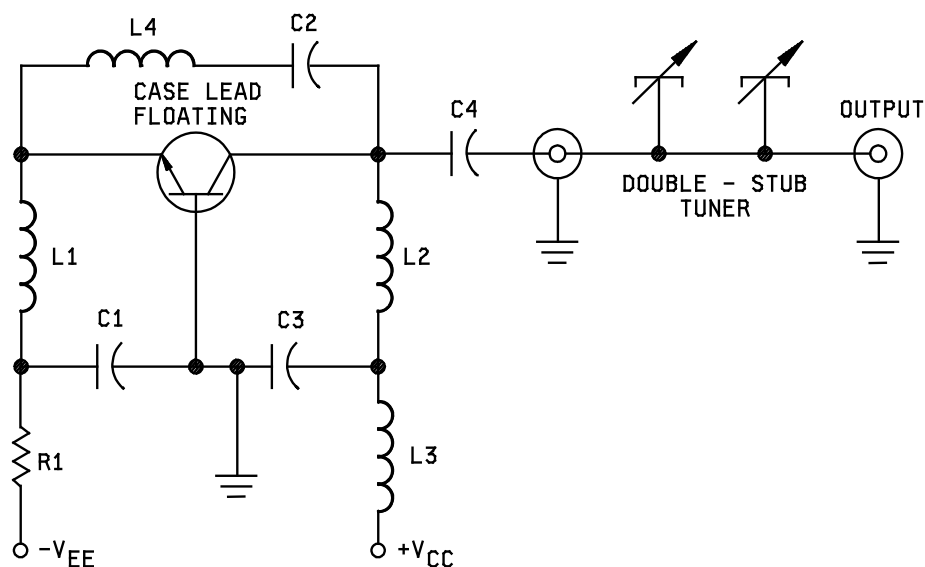 L4
C2
CASE LEAD
FLOATING
C4
OUTPUT
DOUBLE - STUB
TUNER
L1
L2
C1
C3
R1
L3
-VEE
+VCC